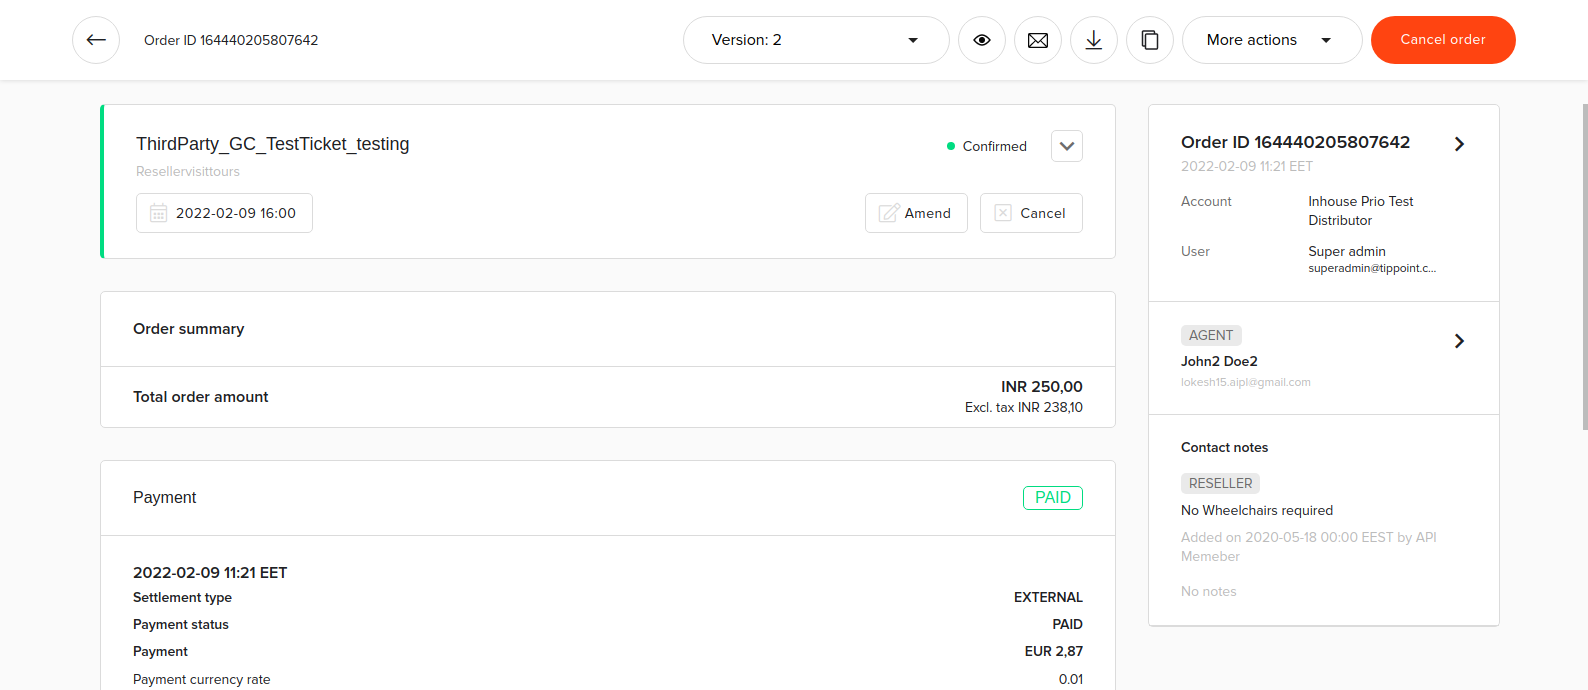 Order ID 164440205807642
Version: 2
More actions
Cancel order
ThirdParty_GC_TestTicket_testing
Confirmed
Resellervisittours
2022-02-09 16:00
Amend
Cancel
Order summary
Total order amount
INR 250,00
Excl. tax INR 238,10
Payment
PAID
2022-02-09 11:21 EET
Settlement type
EXTERNAL
Payment status
PAID
Payment
EUR 2,87
Payment currency rate
0.01
Order ID 164440205807642
2022-02-09 11:21 EET
Account
Inhouse Prio Test
Distributor
User
Super admin
superadmin@tippoint.c...
AGENT
John2 Doe2
lokesh15.aipl@gmail.com
Contact notes
RESELLER
No Wheelchairs required
Added on 2020-05-18 00:00 EEST by API
Memeber
No notes